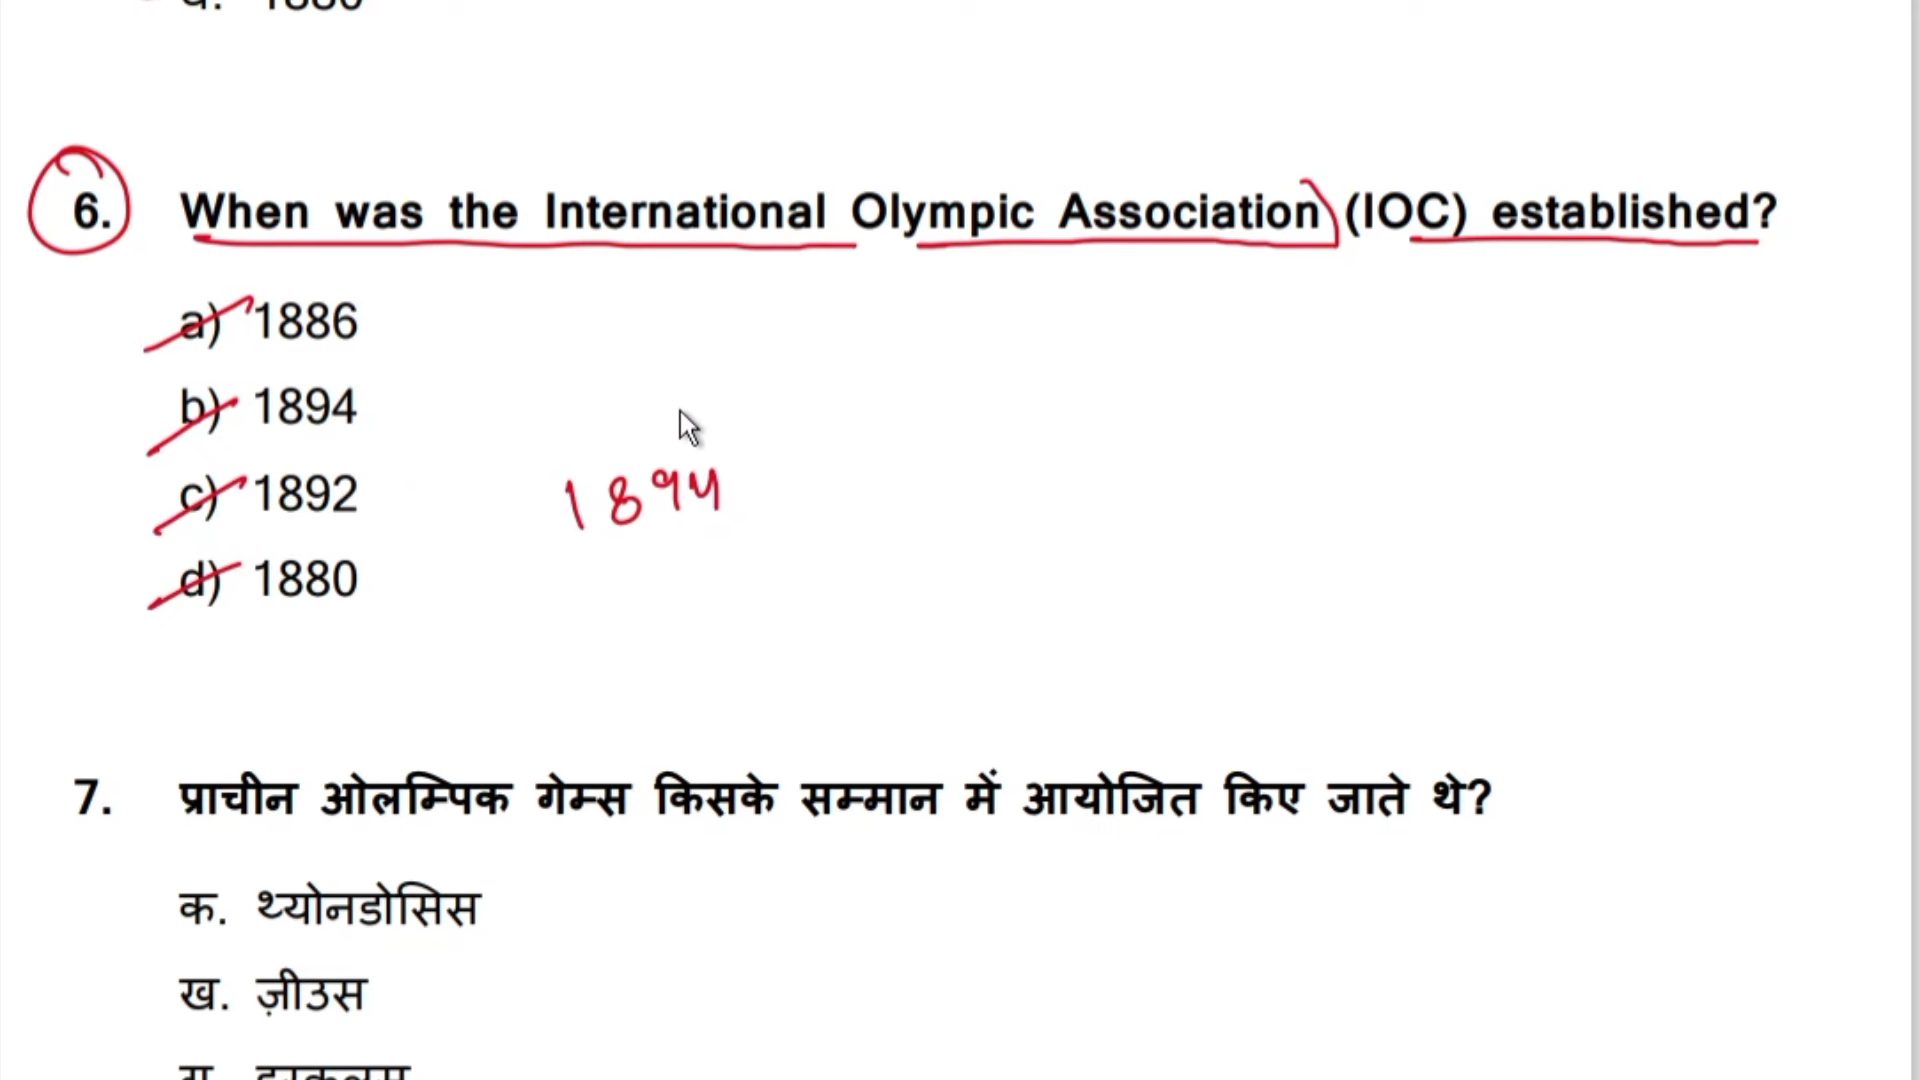 6. When was the International Olympic Association (IOC) established?
a) 1886
b) 1894
c) 1892
1894
d) 1880
7. प्राचीन ओलम्पिक गेम्स किसके सम्मान में आयोजित किए जाते थे?
क. थ्योनडोसिस
ख. ज़ीउस